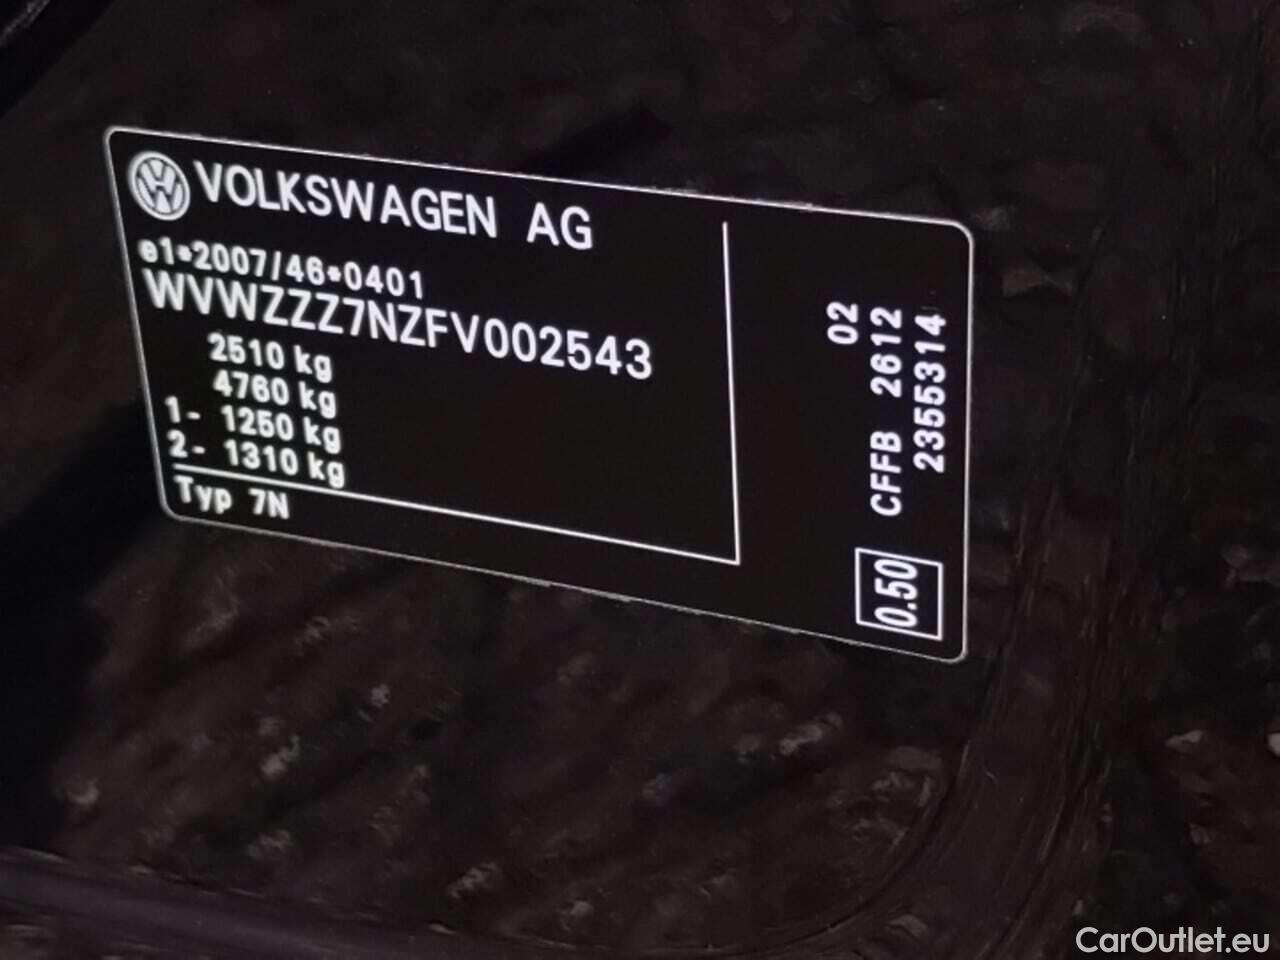 VOLKSWAGEN AG
e1*2007/46*0401
WVWZZZ7NZFV002543
2510 kg
4760 kg
1- 1250 kg
2- 1310 kg
Typ 7N
02
CFFB 2612
23555314
0.50
CarOutlet.eu